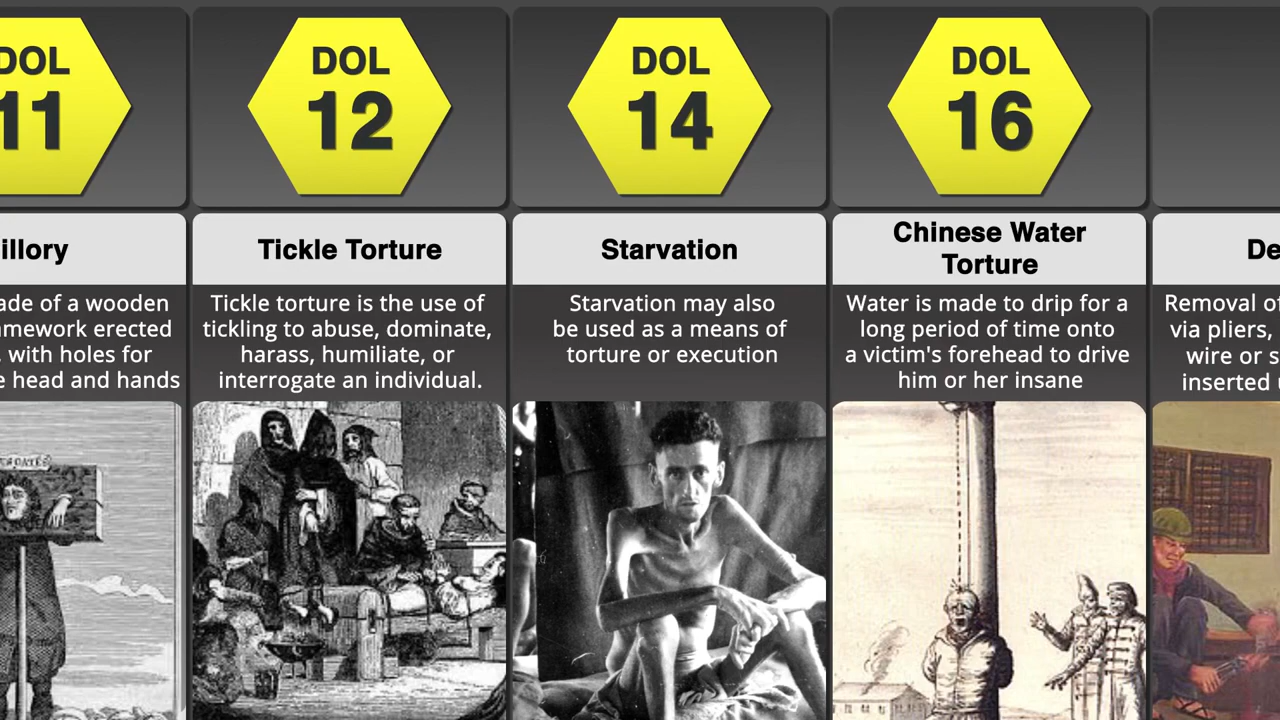 DOL
11
illory
ade of a wooden
mework erected
with holes for
head and hands
DOL
12
Tickle Torture
Tickle torture is the use of
tickling to abuse, dominate,
harass, humiliate, or
interrogate an individual.
DOL
14
Starvation
Starvation may also
be used as a means of
torture or execution
DOL
16
Chinese Water
Torture
Water is made to drip for a
long period of time onto
a victim's forehead to drive
him or her insane
De
Removal of
via pliers,
wire or s
inserted